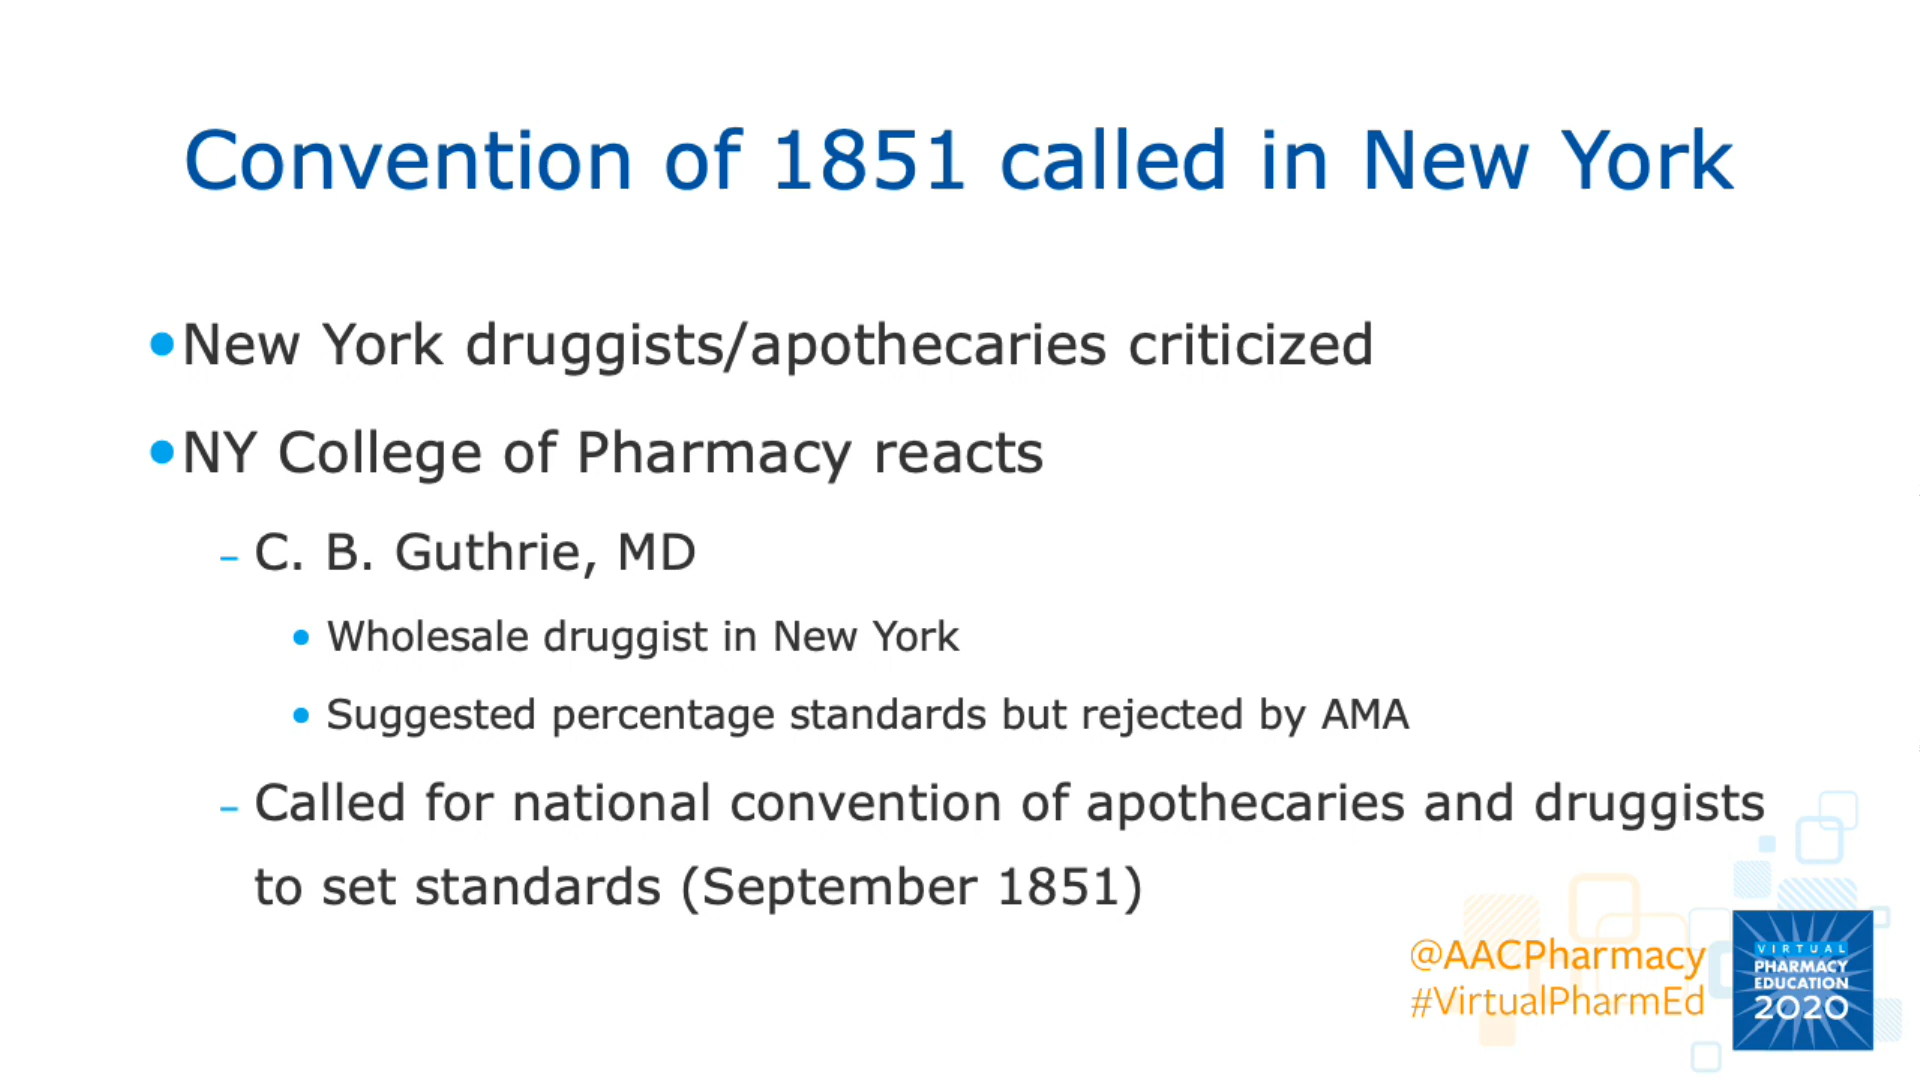 Convention of 1851 called in New York
•New York druggists/apothecaries criticized
•NY College of Pharmacy reacts
– C. B. Guthrie, MD
• Wholesale druggist in New York
• Suggested percentage standards but rejected by AMA
– Called for national convention of apothecaries and druggists
to set standards (September 1851)
@AACPharmacy
#VirtualPharmEd
VIRTUAL
PHARMACY
EDUCATION
2020